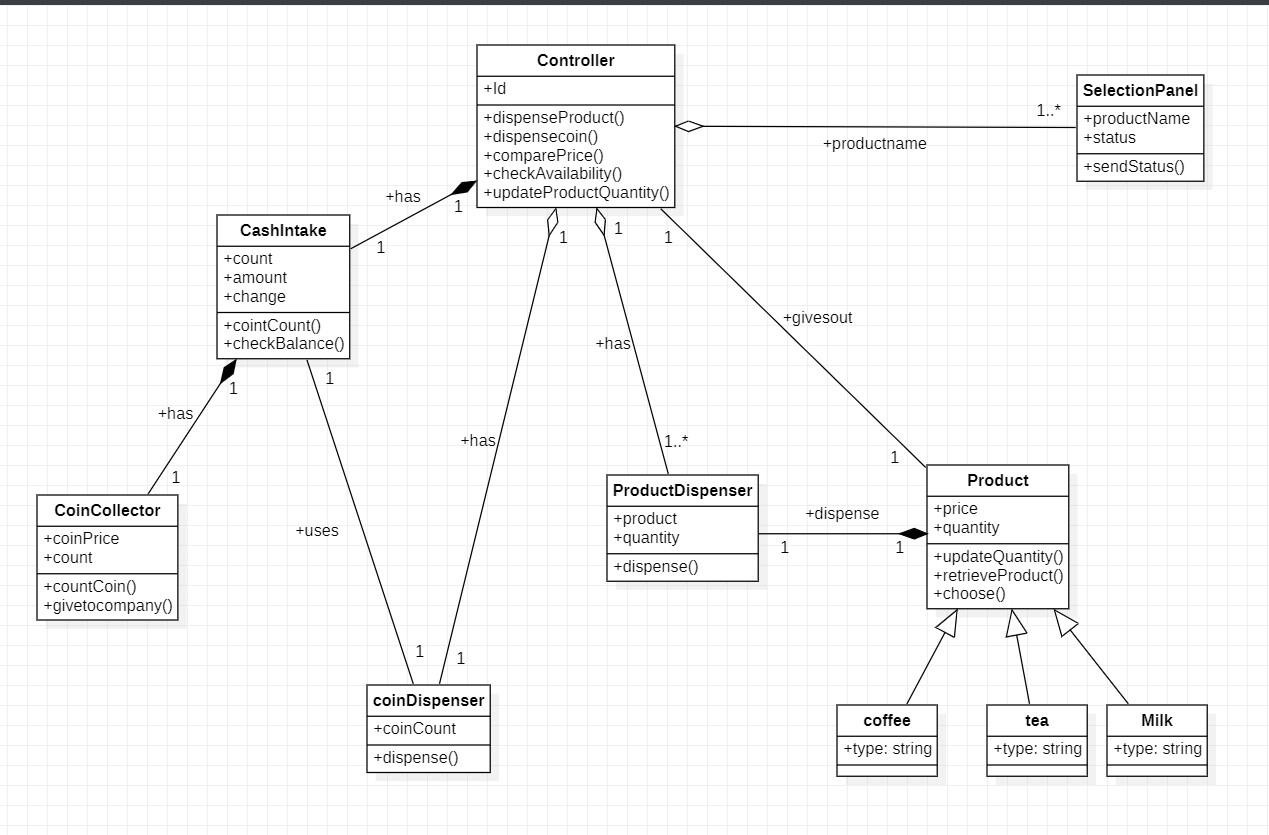 Controller
+Id
+dispenseProduct()
+dispensecoin()
+comparePrice()
+checkAvailability()
+updateProductQuantity()
SelectionPanel
+productName
+status
+sendStatus()
1..*
+productname
+has
1
1
CashIntake
+count
+amount
+change
+cointCount()
+checkBalance()
1
1
1
+givesout
+has
1
1
+has
+has
1..*
1
1
CoinCollector
+coinPrice
+count
+countCoin()
+givetocompany()
+uses
ProductDispenser
+product
+quantity
+dispense()
+dispense
1
1
Product
+price
+quantity
+updateQuantity()
+retrieveProduct()
+choose()
1
1
coinDispenser
+coinCount
+dispense()
coffee
+type: string
tea
+type: string
Milk
+type: string